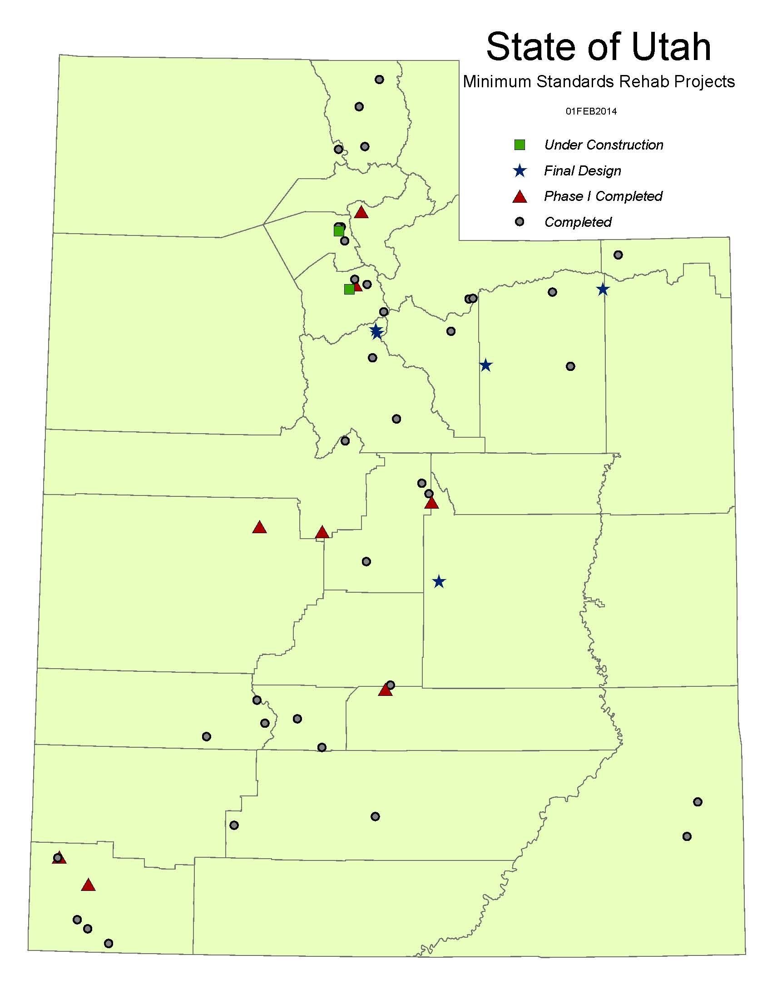 State of Utah
Minimum Standards Rehab Projects
01FEB2014
Under Construction
Final Design
Phase I Completed
Completed